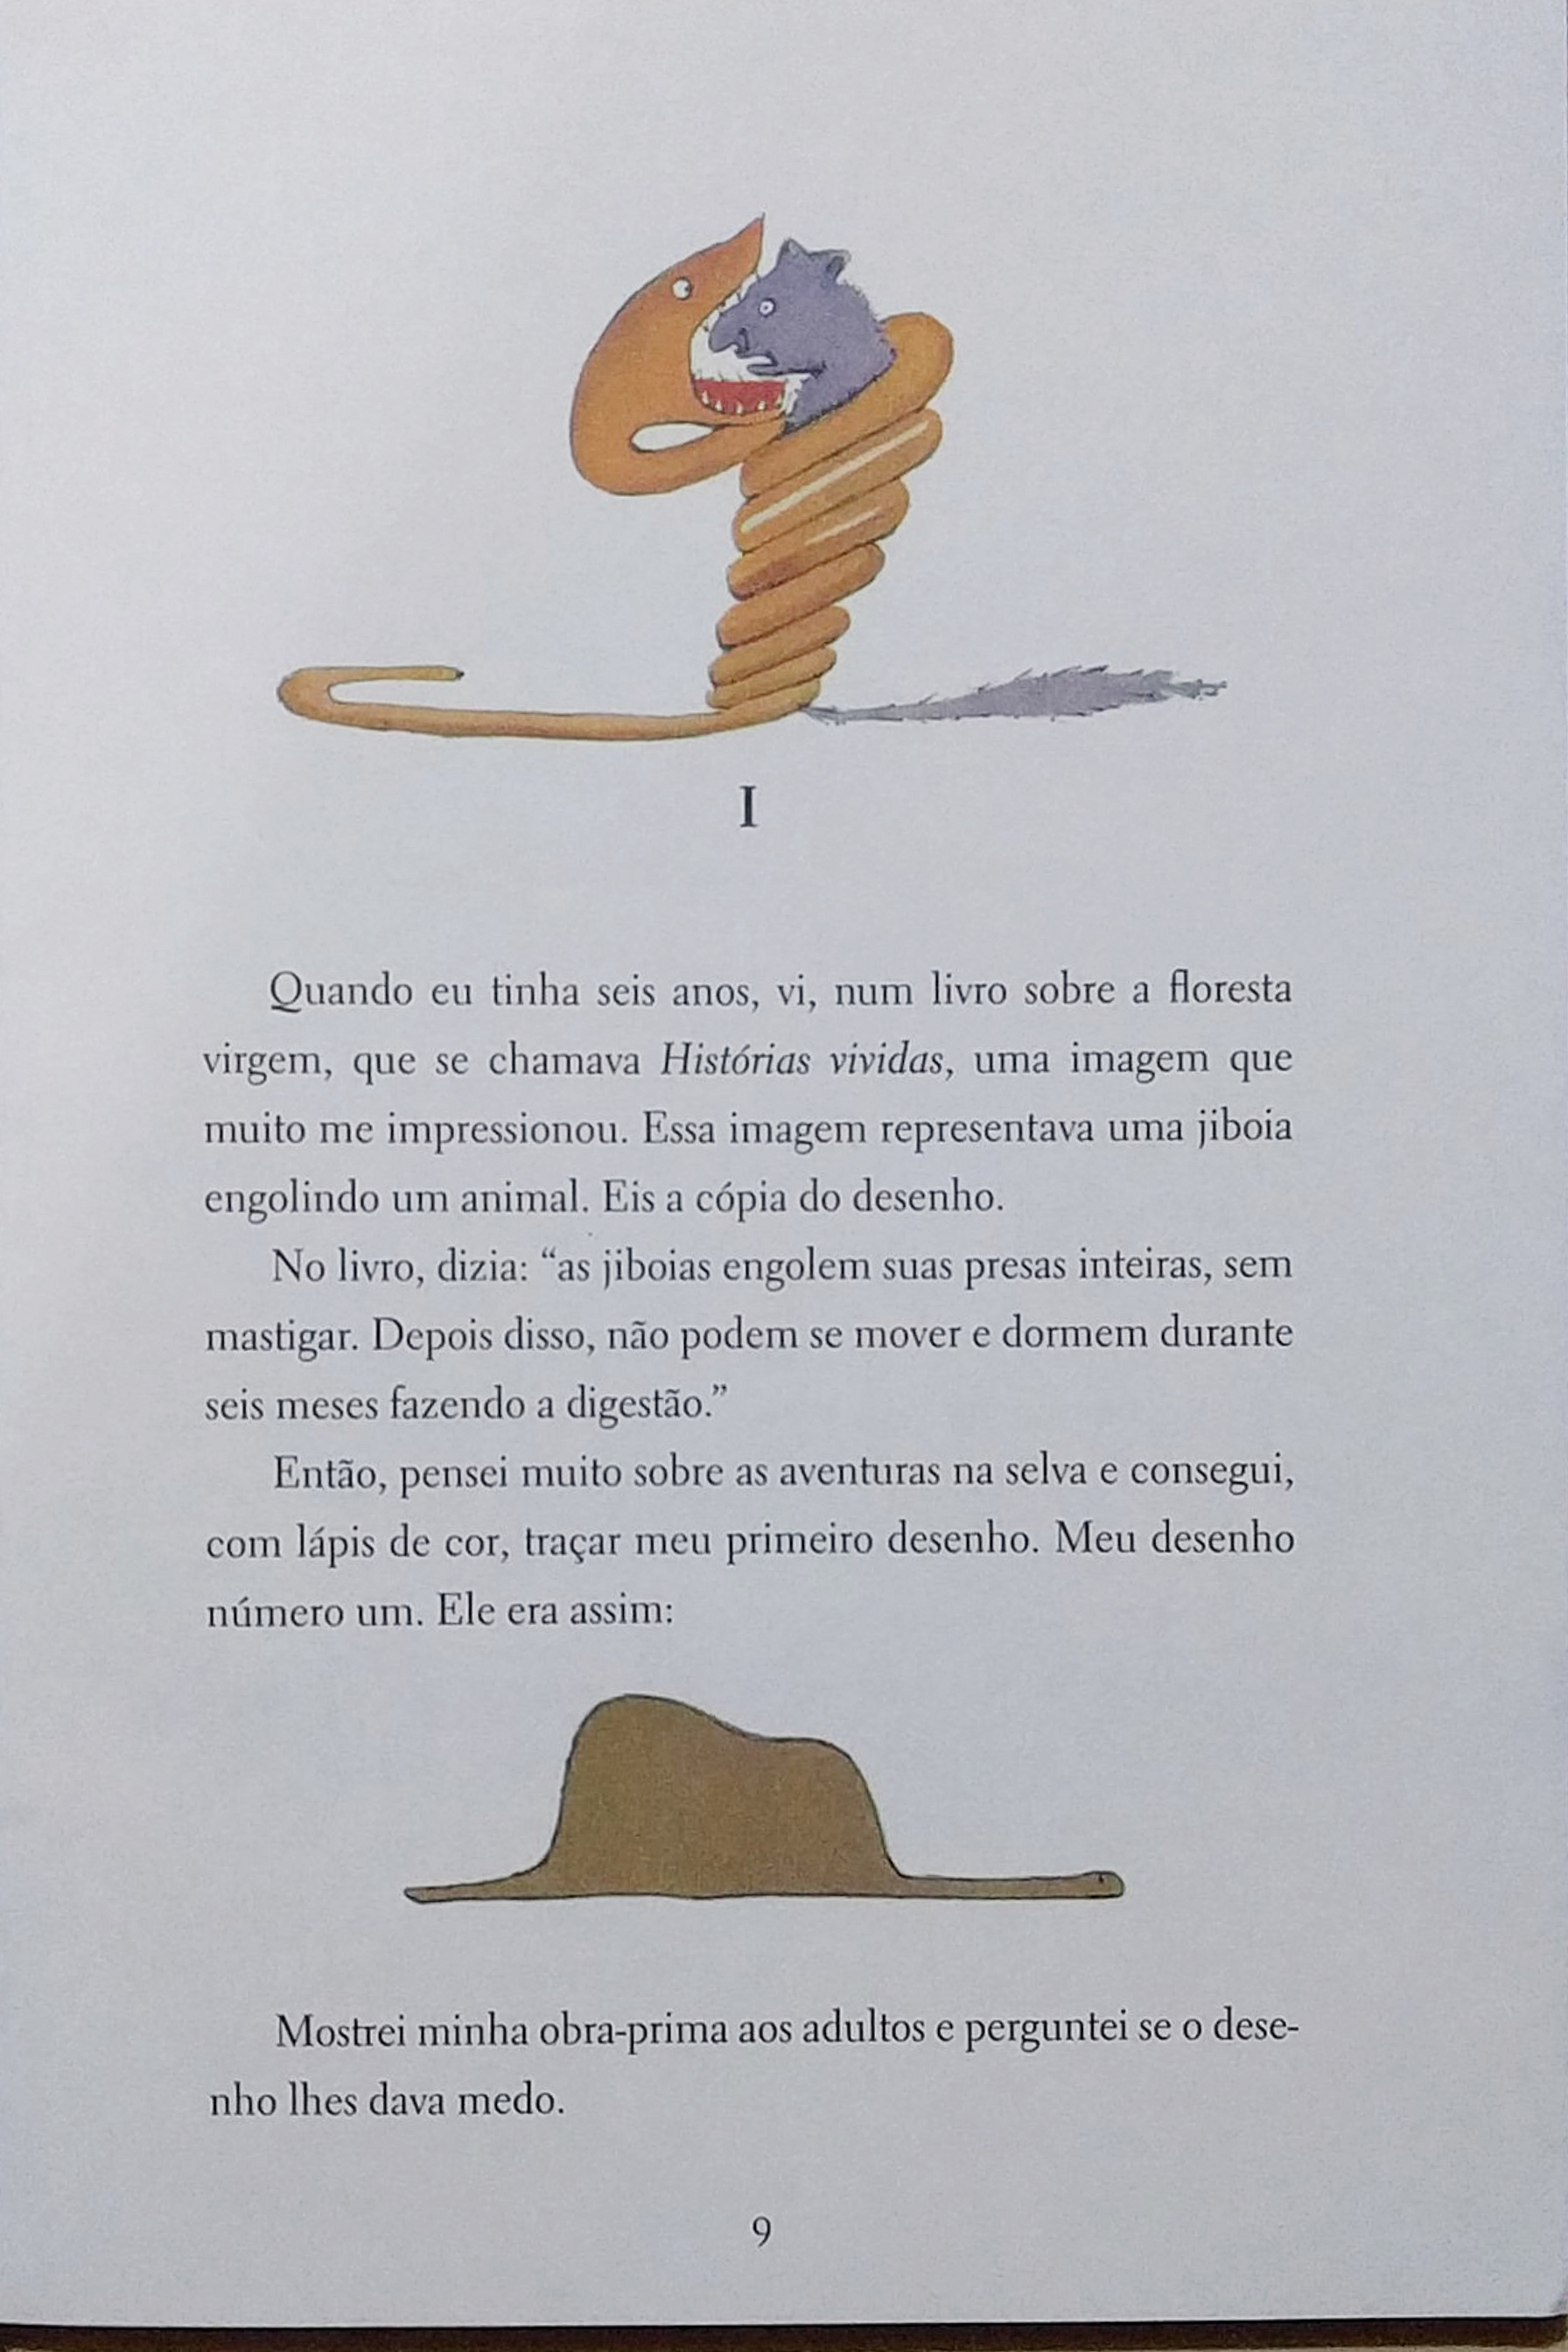 I
Quando eu tinha seis anos, vi, num livro sobre a floresta
virgem, que se chamava Histórias vividas, uma imagem que
muito me impressionou. Essa imagem representava uma jiboia
engolindo um animal. Eis a cópia do desenho.
No livro, dizia: “as jiboias engolem suas presas inteiras, sem
mastigar. Depois disso, não podem se mover e dormem durante
seis meses fazendo a digestão.”
Então, pensei muito sobre as aventuras na selva e consegui,
com lápis de cor, traçar meu primeiro desenho. Meu desenho
número um. Ele era assim:
Mostrei minha obra-prima aos adultos e perguntei se o dese-
nho lhes dava medo.
9